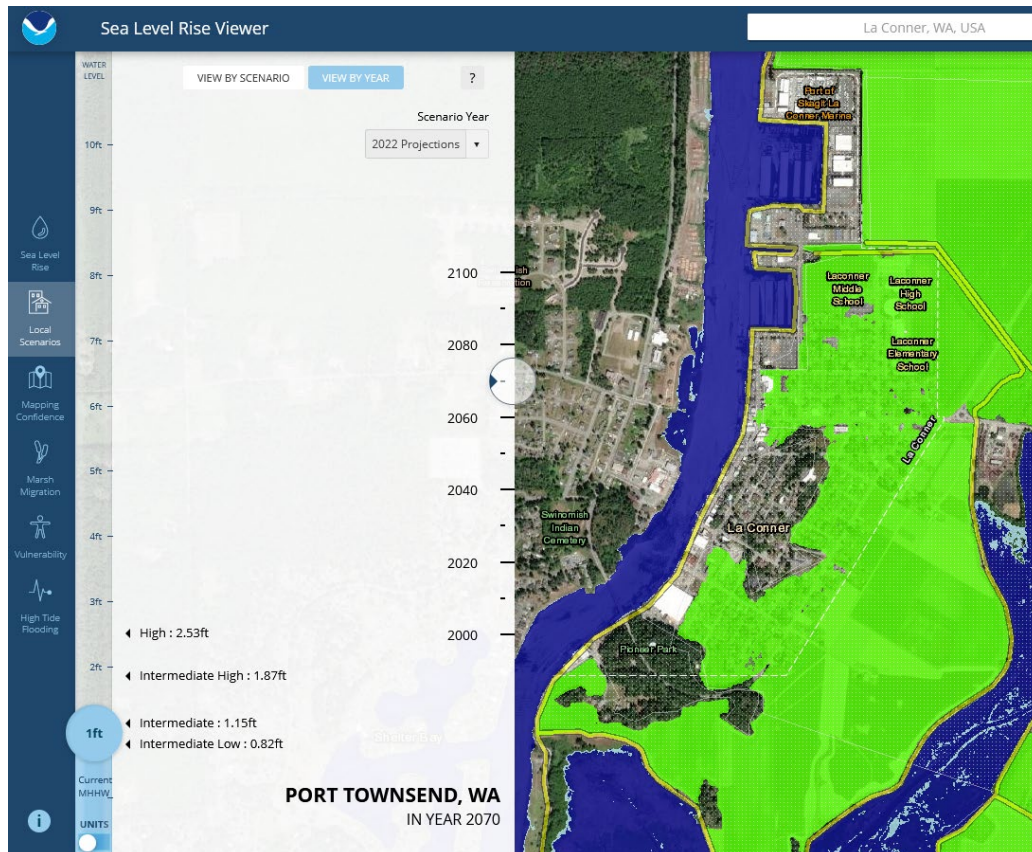 Sea Level Rise Viewer
La Conner, WA, USA
WATER
LEVEL
VIEW BY SCENARIO
VIEW BY YEAR
?
Scenario Year
2022 Projections
10ft
9ft
8ft
7ft
6ft
5ft
4ft
3ft
2ft
1ft
Current
MHHW
UNITS
Sea Level
Rise
Local
Scenarios
Mapping
Confidence
Marsh
Migration
Vulnerability
High Tide
Flooding
i
2100
2080
2060
2040
2020
2000
High : 2.53ft
Intermediate High : 1.87ft
Intermediate : 1.15ft
Intermediate Low : 0.82ft
PORT TOWNSEND, WA
IN YEAR 2070
Port of
Skagit La
Conner Marina
Laconner
Middle
School
Laconner
High
School
Laconner
Elementary
School
La Conner
La Conner
Swinomish
Indian
Cemetery
Pioneer Park
Shelter Bay